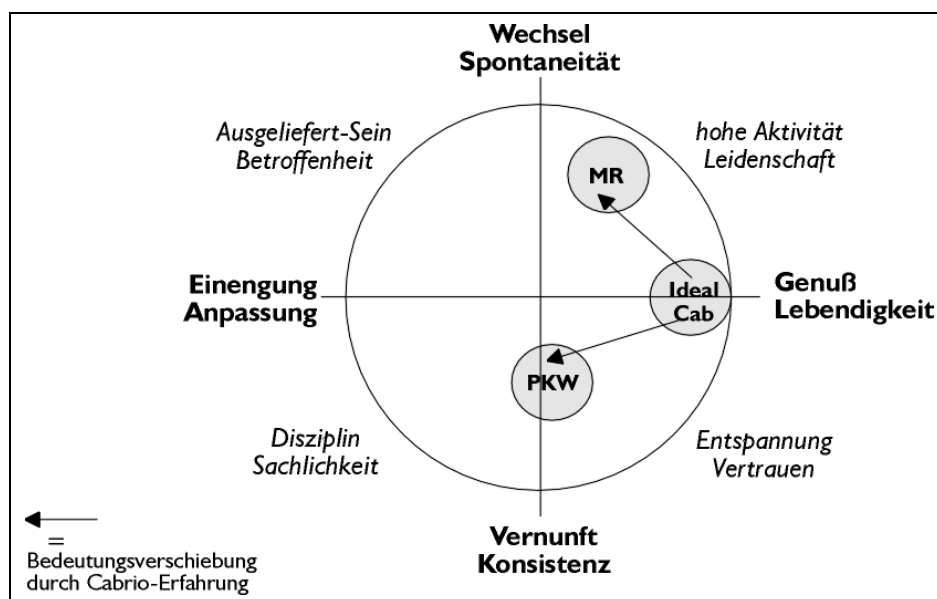 Wechsel
Spontaneität
Ausgeliefert-Sein
Betroffenheit
hohe Aktivität
Leidenschaft
MR
Einengung
Anpassung
Ideal
Cab
Genuß
Lebendigkeit
PKW
Disziplin
Sachlichkeit
Entspannung
Vertrauen
Vernunft
Konsistenz
=
Bedeutungsverschiebung
durch Cabrio-Erfahrung